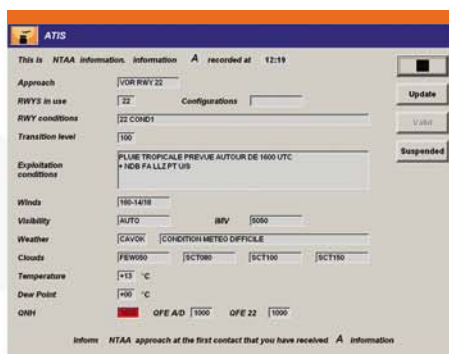 ATIS
This is NTAA information. Information A recorded at 12:19
Approach VOR RWY 22
RWYS in use 22 Configurations
RWY conditions 22 COND1
Transition level 100
Exploitation conditions PLUIE TROPICALE PREVUE AUTOUR DE 1600 UTC
+ NDB FA LLZ PT U/S
Winds 160-14/18
Visibility AUTO 5050
Weather CAVOK CONDITION METEO DIFFICILE
Clouds FEW050 SCT080 SCT100 SCT150
Temperature +13 °C
Dew Point +00 °C
QNH QFE A/D 1000 QFE 22 1000
Inform NTAA approach at the first contact that you have received A information
Update
Valid
Suspended